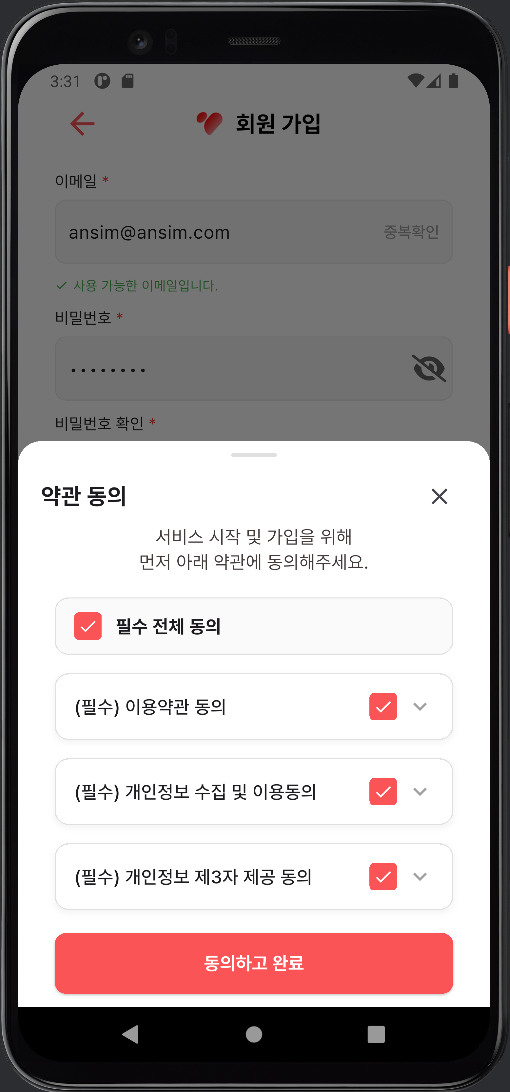 3:31
회원 가입
이메일 *
ansim@ansim.com 중복확인
사용 가능한 이메일입니다.
비밀번호 *
비밀번호 확인 *
약관 동의
서비스 시작 및 가입을 위해
먼저 아래 약관에 동의해주세요.
필수 전체 동의
(필수) 이용약관 동의
(필수) 개인정보 수집 및 이용동의
(필수) 개인정보 제3자 제공 동의
동의하고 완료